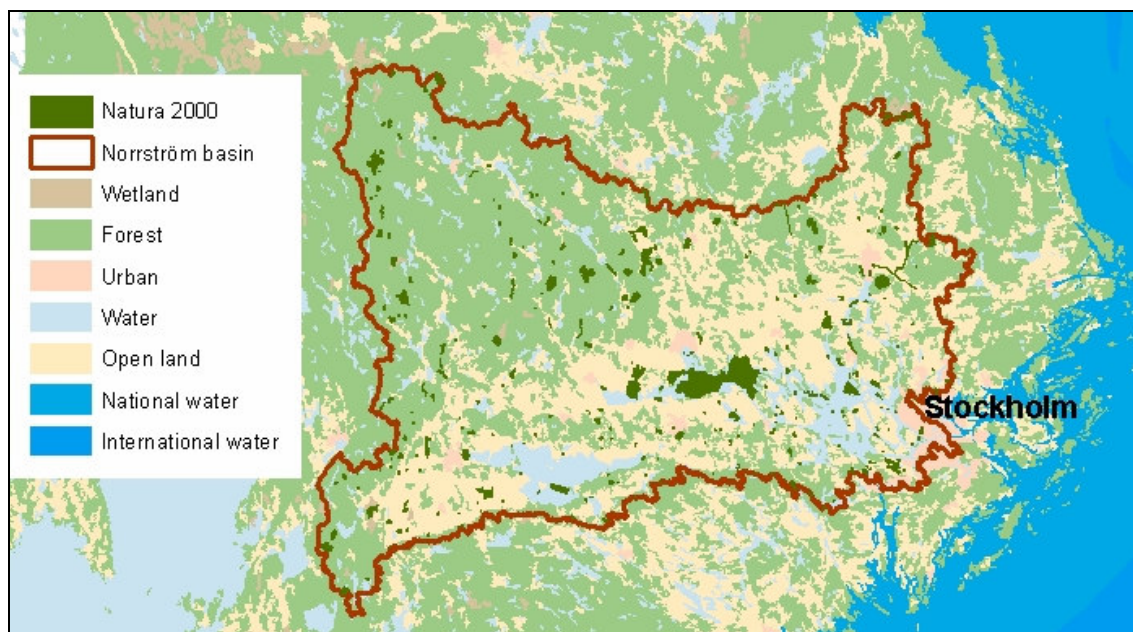 Natura 2000
Norrström basin
Wetland
Forest
Urban
Water
Open land
National water
International water
Stockholm